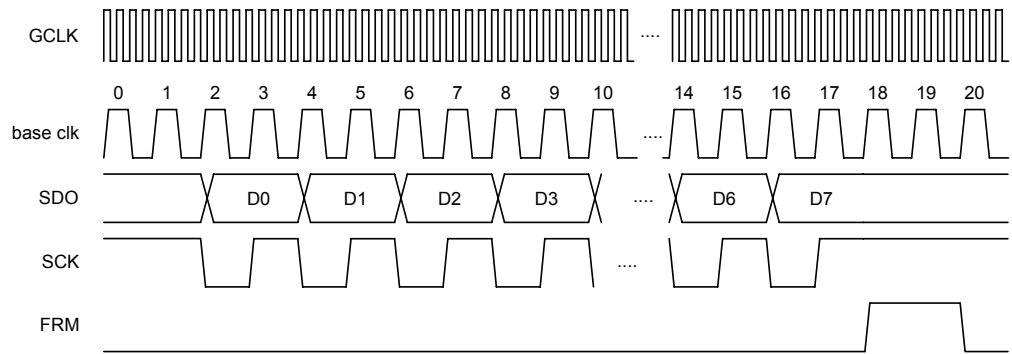 GCLK ....
0 1 2 3 4 5 6 7 8 9 10 14 15 16 17 18 19 20
base clk ....
SDO D0 D1 D2 D3 .... D6 D7
SCK ....
FRM